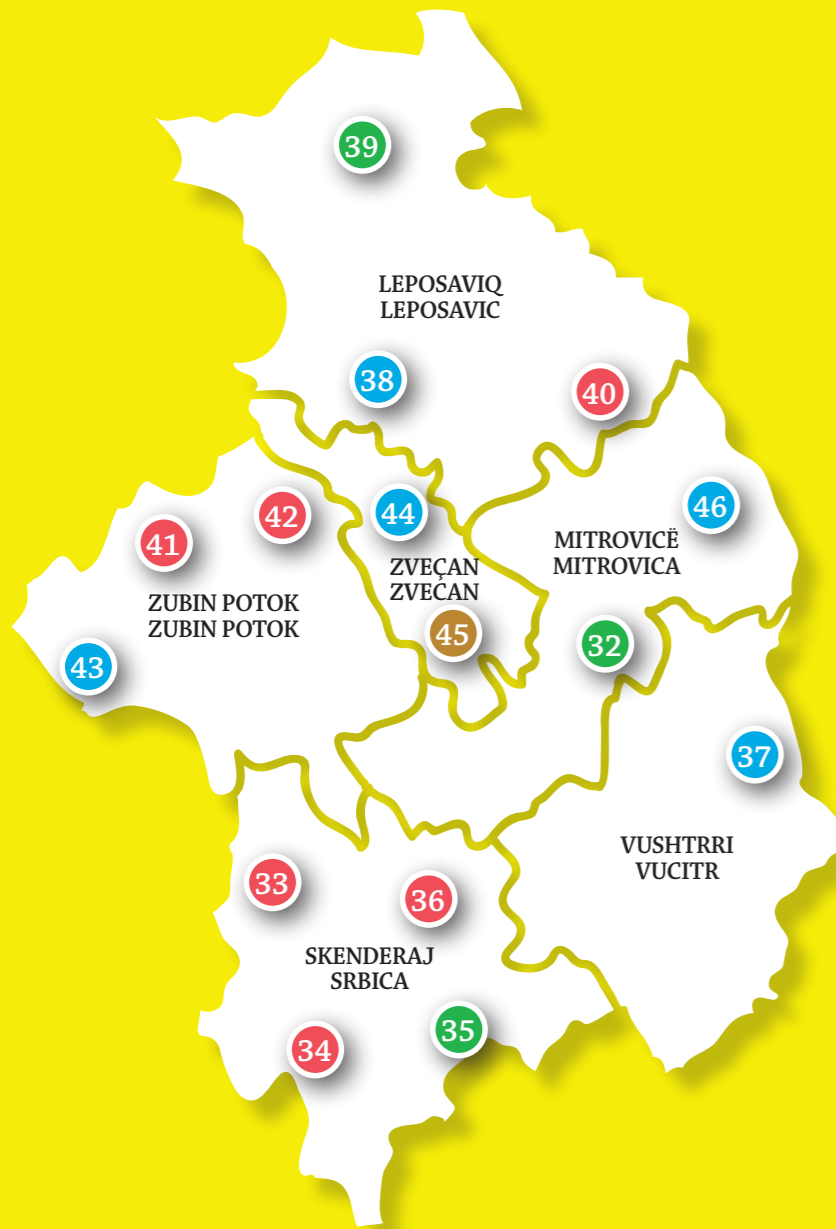 39
LEPOSAVIQ
LEPOSAVIC
38
40
42
44
46
41
MITROVICË
MITROVICA
ZVEÇAN
ZVECAN
ZUBIN POTOK
ZUBIN POTOK
45
32
43
37
VUSHTRRI
VUCITR
33
36
SKENDERAJ
SRBICA
35
34